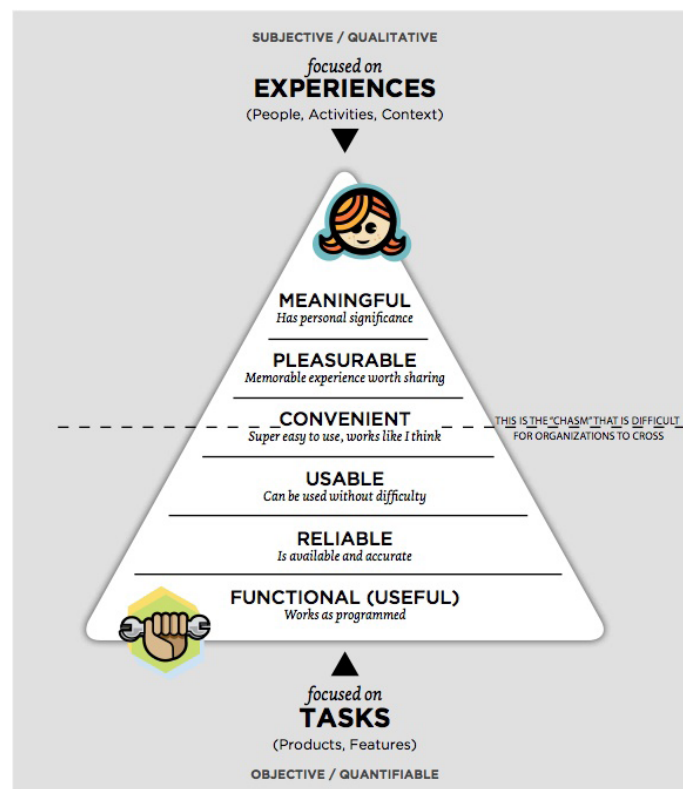 SUBJECTIVE / QUALITATIVE
focused on
EXPERIENCES
(People, Activities, Context)
MEANINGFUL
Has personal significance
PLEASURABLE
Memorable experience worth sharing
CONVENIENT
Super easy to use, works like I think
THIS IS THE "CHASM" THAT IS DIFFICULT
FOR ORGANIZATIONS TO CROSS
USABLE
Can be used without difficulty
RELIABLE
Is available and accurate
FUNCTIONAL (USEFUL)
Works as programmed
focused on
TASKS
(Products, Features)
OBJECTIVE / QUANTIFIABLE